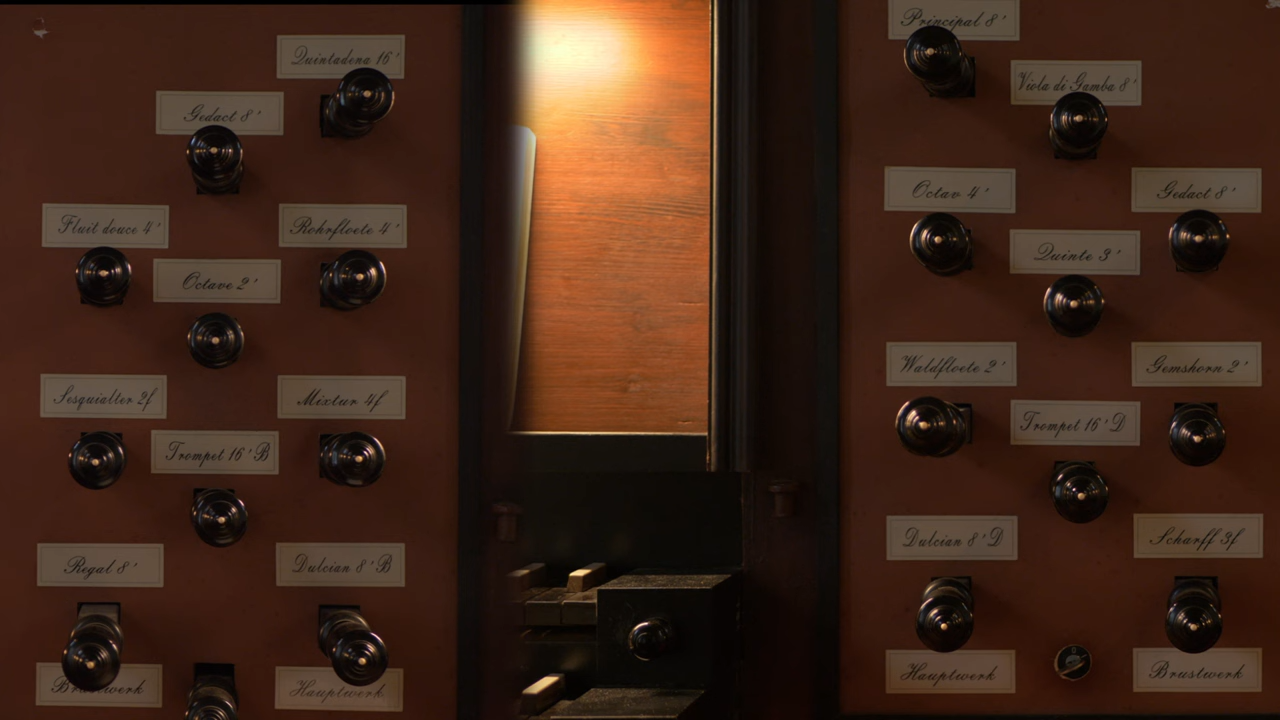 Quintadena 16'
Gedact 8'
Fluit douce 4'
Rohrfloete 4'
Octave 2'
Sesquialter 2f
Mixtur 4f
Trompet 16' B
Regal 8'
Dulcian 8' B
Brustwerk
Hauptwerk
Principal 8'
Viola di Gamba 8'
Octav 4'
Gedact 8'
Quinte 3'
Waldfloete 2'
Gemshorn 2'
Trompet 16' D
Dulcian 8' D
Scharff 3f
Hauptwerk
Brustwerk